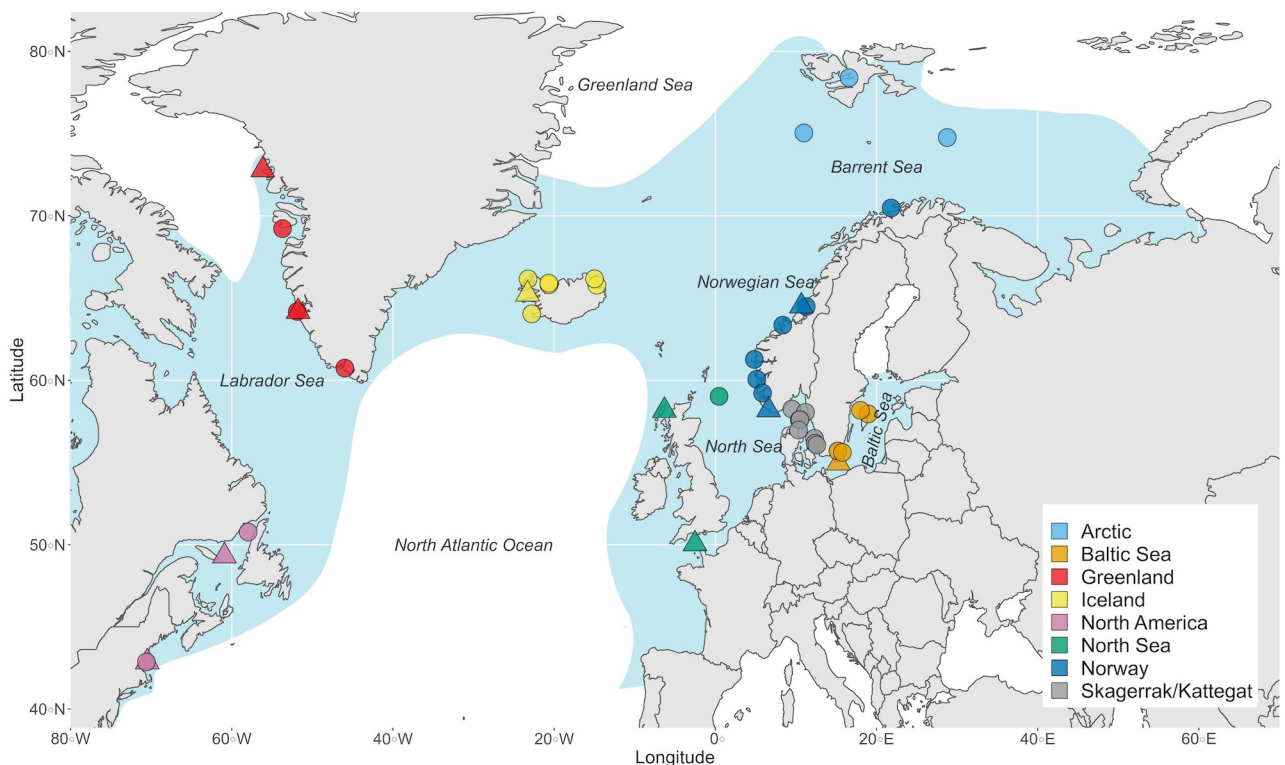 80◦N
Greenland Sea
Barrent Sea
70◦N
Norwegian Sea
Latitude
60◦N
Labrador Sea
North Sea
Baltic Sea
50◦N
North Atlantic Ocean
Arctic
Baltic Sea
Greenland
Iceland
North America
North Sea
Norway
Skagerrak/Kattegat
40◦N
80◦W 60◦W 40◦W 20◦W 0◦ 20◦E 40◦E 60◦E
Longitude